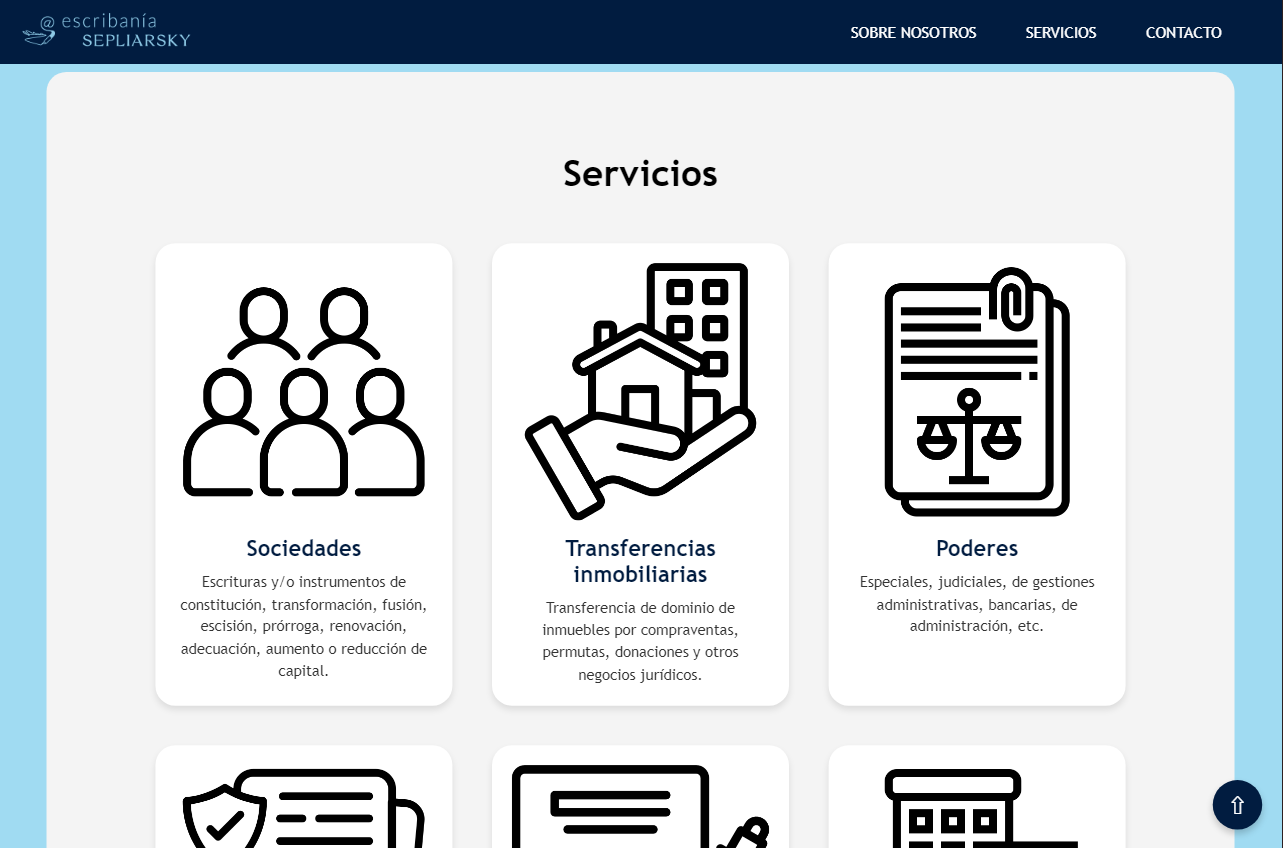 @ escribanía
SEPLIARSKY
SOBRE NOSOTROS
SERVICIOS
CONTACTO
Servicios
Sociedades
Escrituras y/o instrumentos de
constitución, transformación, fusión,
escisión, prórroga, renovación,
adecuación, aumento o reducción de
capital.
Transferencias
inmobiliarias
Transferencia de dominio de
inmuebles por compraventas,
permutas, donaciones y otros
negocios jurídicos.
Poderes
Especiales, judiciales, de gestiones
administrativas, bancarias, de
administración, etc.